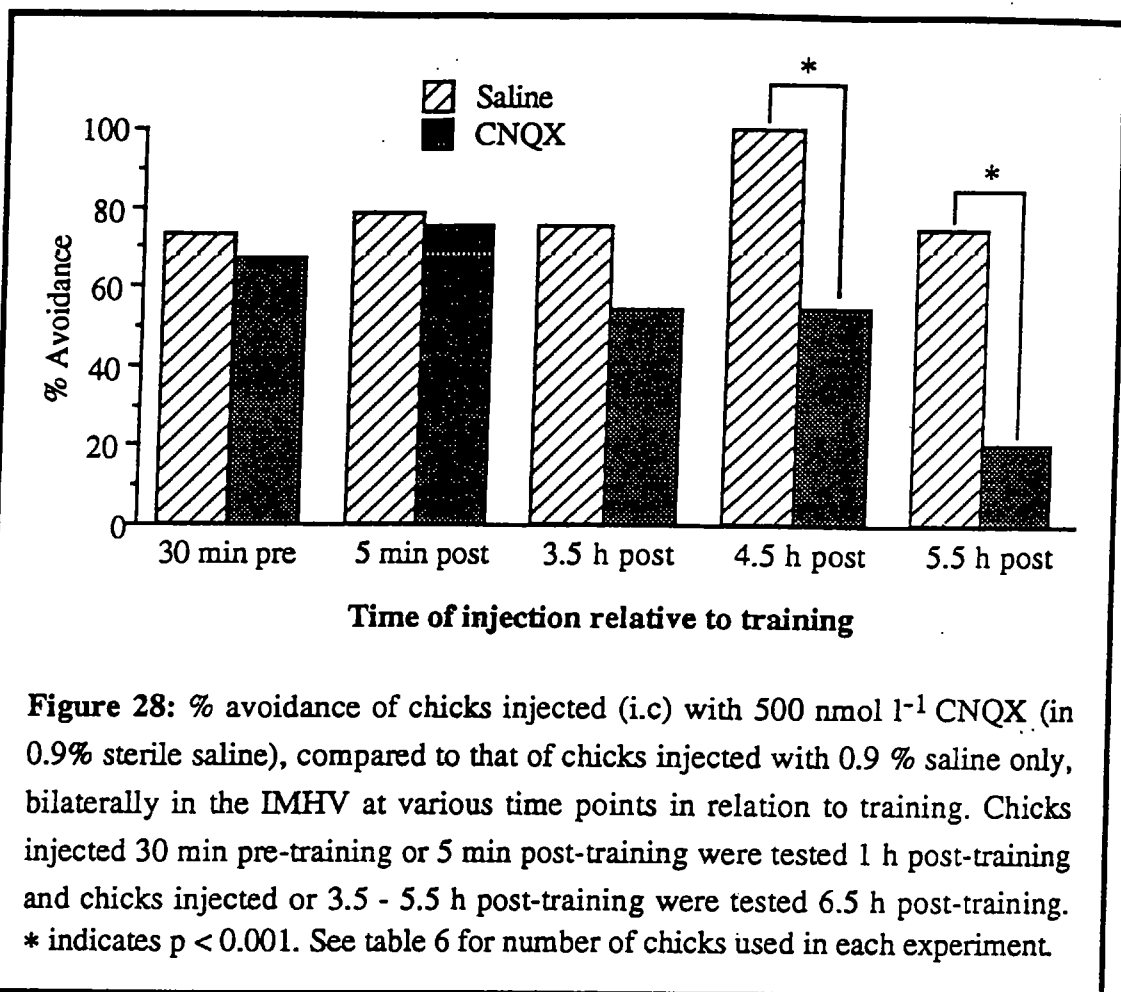 *
Saline
CNQX
*
100
80
60
40
20
0
% Avoidance
30 min pre
5 min post
3.5 h post
4.5 h post
5.5 h post
Time of injection relative to training
Figure 28: % avoidance of chicks injected (i.c) with 500 nmol l⁻¹ CNQX (in
0.9% sterile saline), compared to that of chicks injected with 0.9 % saline only,
bilaterally in the IMHV at various time points in relation to training. Chicks
injected 30 min pre-training or 5 min post-training were tested 1 h post-training
and chicks injected or 3.5 - 5.5 h post-training were tested 6.5 h post-training.
* indicates p < 0.001. See table 6 for number of chicks used in each experiment.